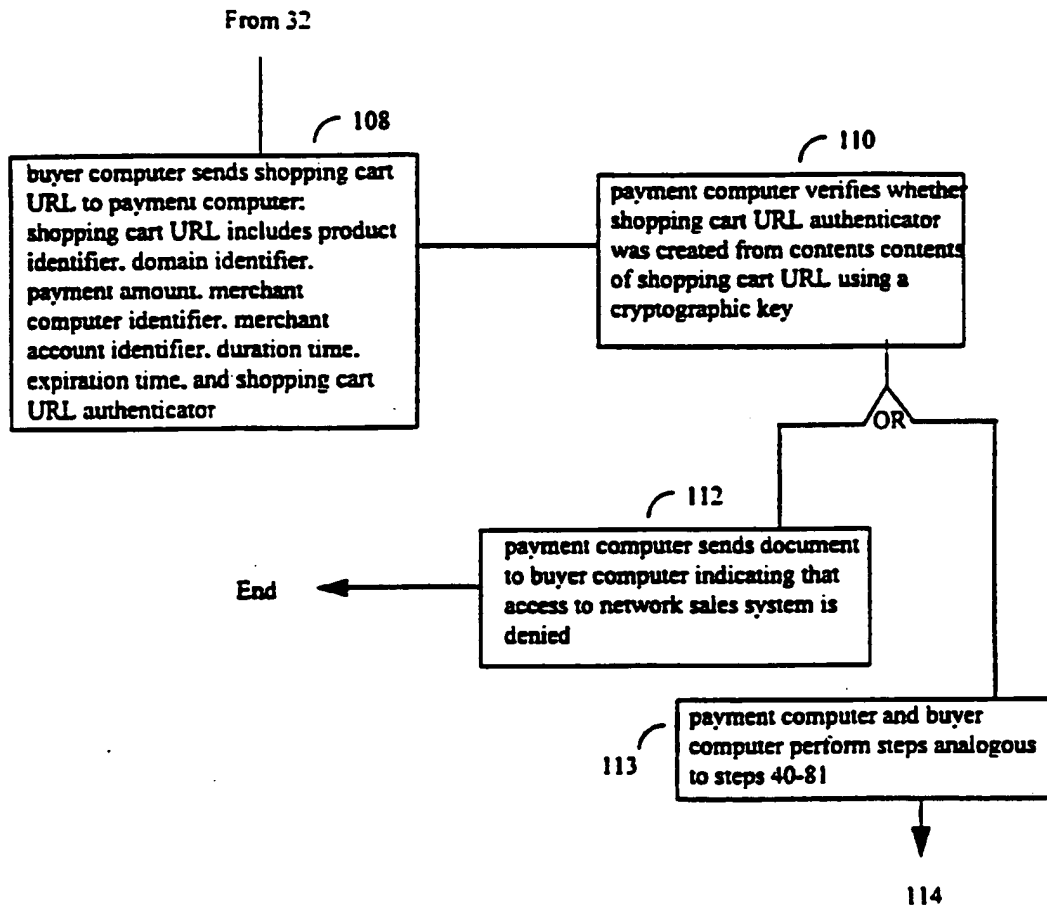 From 32
108
buyer computer sends shopping cart
URL to payment computer:
shopping cart URL includes product
identifier. domain identifier.
payment amount. merchant
computer identifier. merchant
account identifier. duration time.
expiration time. and shopping cart
URL authenticator
110
payment computer verifies whether
shopping cart URL authenticator
was created from contents contents
of shopping cart URL using a
cryptographic key
OR
112
payment computer sends document
to buyer computer indicating that
access to network sales system is
denied
End
113
payment computer and buyer
computer perform steps analogous
to steps 40-81
114